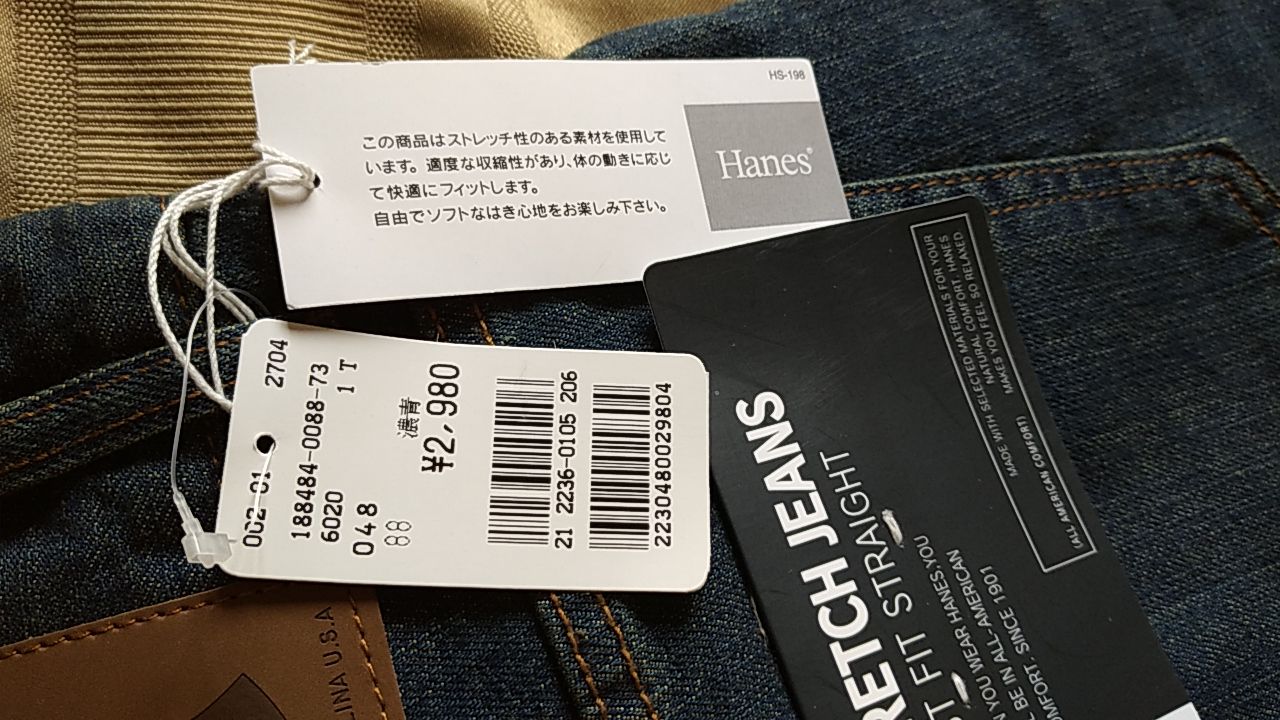 HS-198
この商品はストレッチ性のある素材を使用して
います。適度な収縮性があり、体の動きに応じ
て快適にフィットします。
自由でソフトなはき心地をお楽しみ下さい。
Hanes®
002-01 2704
188484-0088-73
6020 1 T
048
88
濃青
¥2,980
21 2236-0105 206
2230480029804
MADE WITH SELECTED MATERIALS FOR YOUR
NATURAL COMFORT. HANES
MAKES YOU FEEL SO RELAXED
(ALL AMERICAN COMFORT)
RETCH JEANS
ST FIT STRAIGHT
N YOU WEAR HANES, YOU
L BE IN ALL-AMERICAN
OMFORT. SINCE 1901
LINA U.S.A